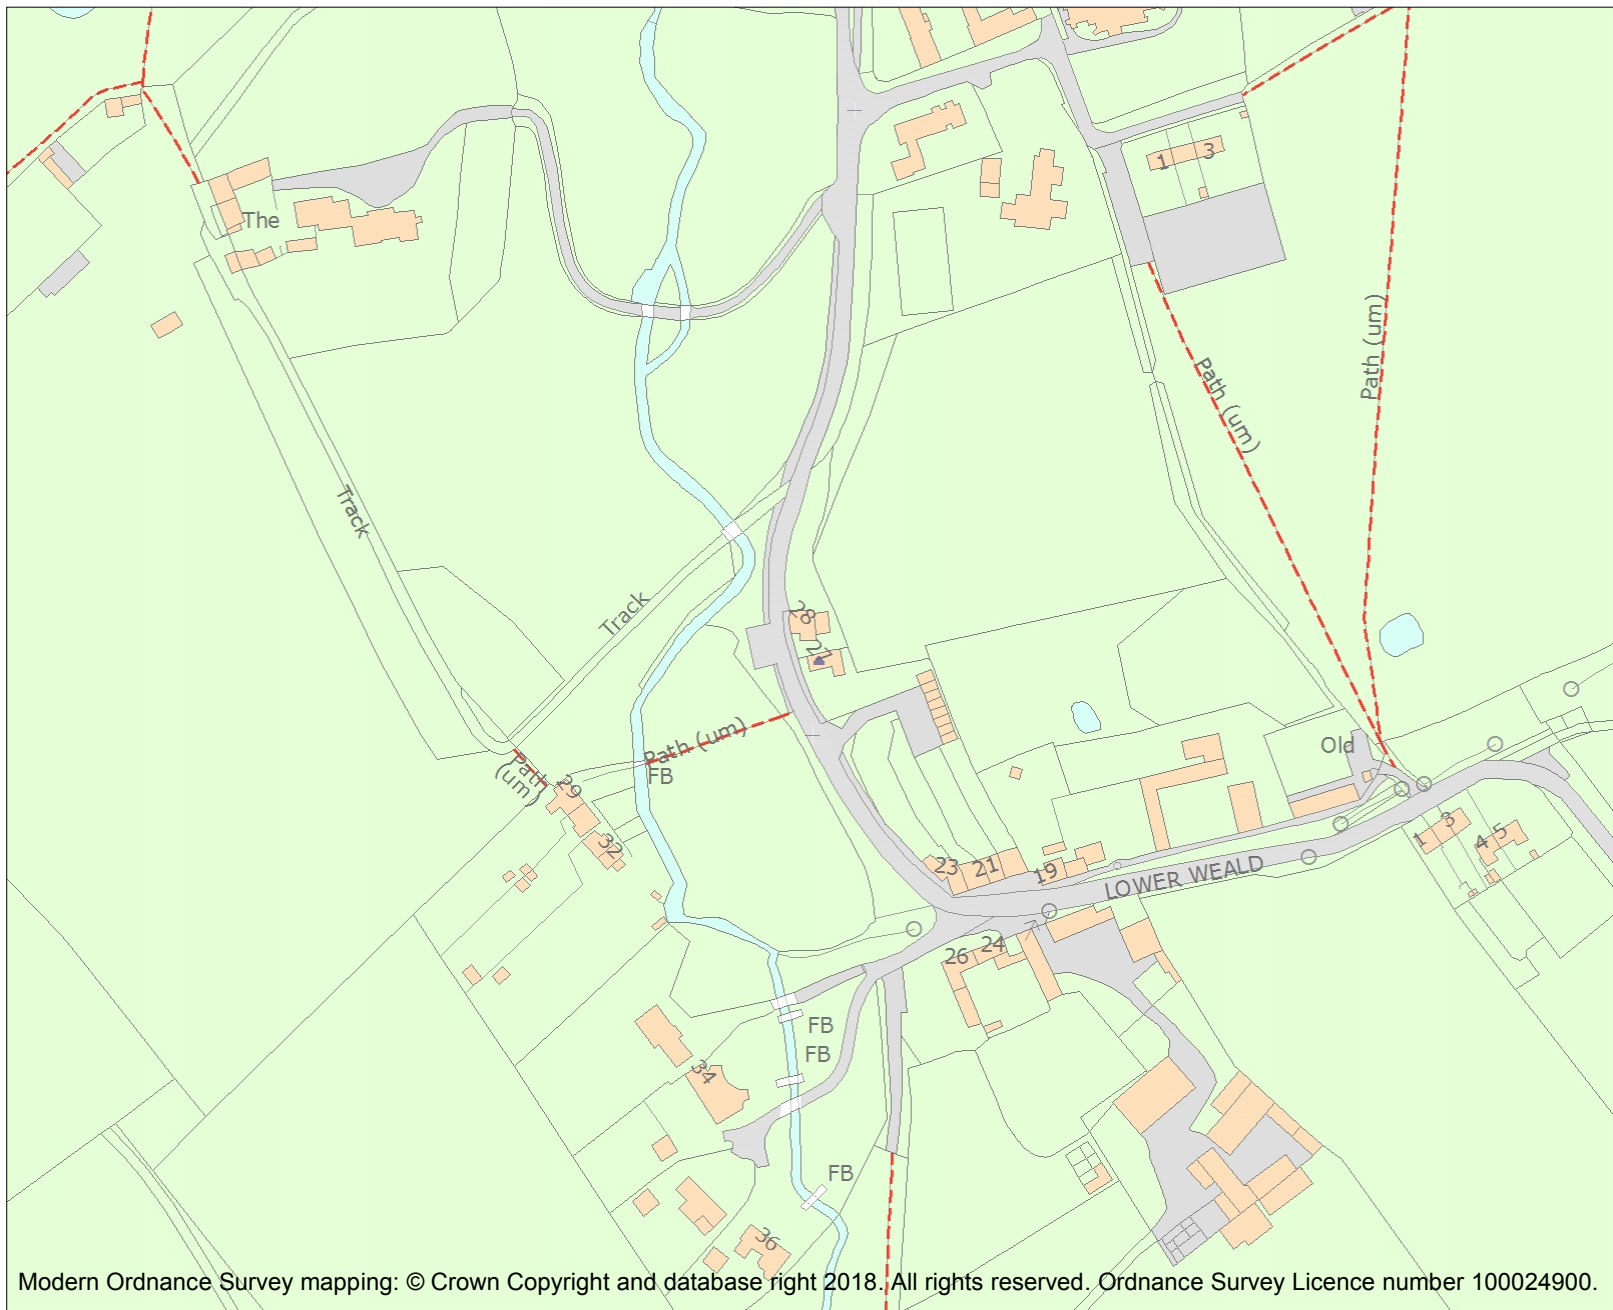 1 3
The
Path (um)
Path (um)
Track
Track
28
27
Path (um)
FB
Path
(um)
29
32
Old
23 21 19
LOWER WEALD
1 3 4 5
26 24
FB
FB
34
FB
36
Modern Ordnance Survey mapping: © Crown Copyright and database right 2018. All rights reserved. Ordnance Survey Licence number 100024900.